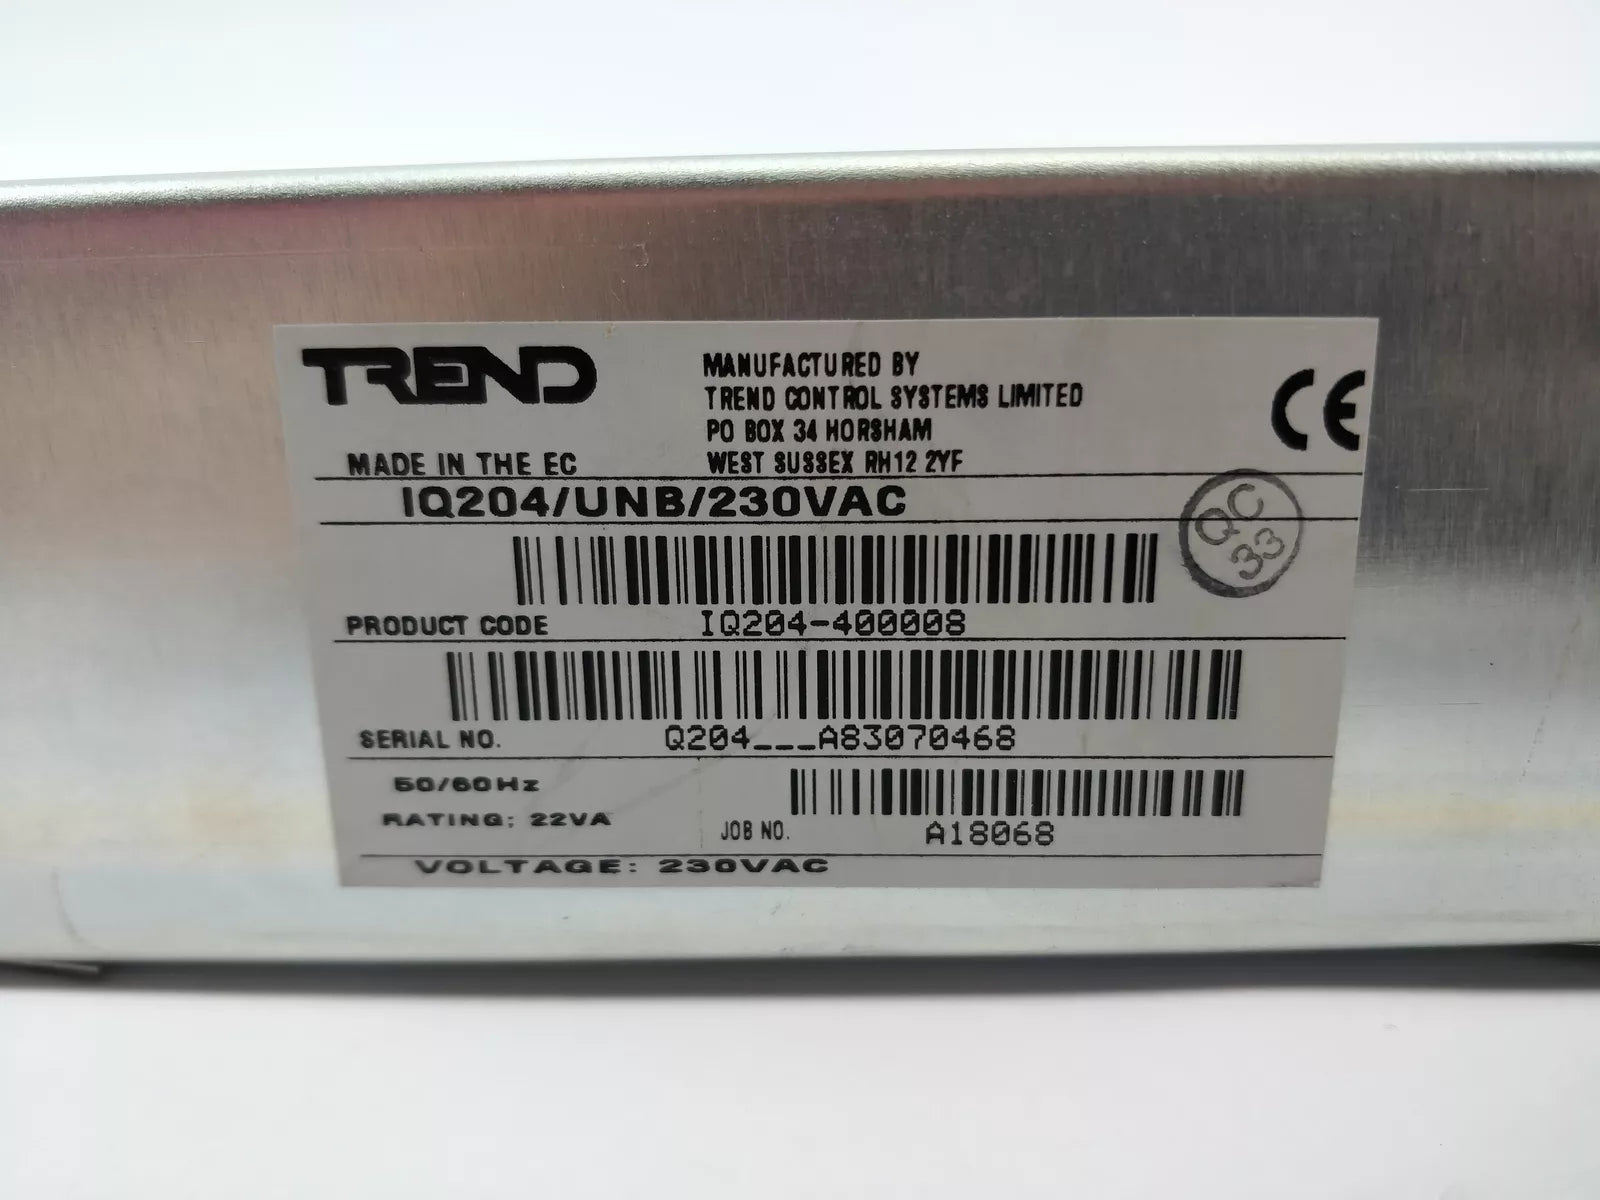 TREND
MANUFACTURED BY
TREND CONTROL SYSTEMS LIMITED
PO BOX 34 HORSHAM
WEST SUSSEX RH12 2YF
CE
MADE IN THE EC
IQ204/UNB/230VAC
QC
33
PRODUCT CODE IQ204-400008
SERIAL NO. Q204___A83070468
50/60Hz
RATING: 22VA
JOB NO. A18068
VOLTAGE: 230VAC